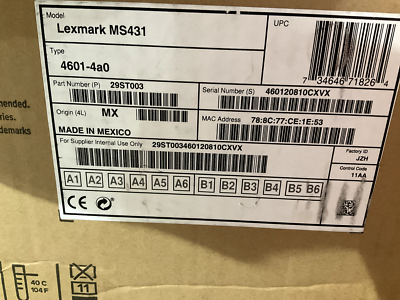 Model
Lexmark MS431
UPC
Type
4601-4a0
7 34646 71826 4
Part Number (P) 29ST003
Serial Number (S) 460120810CXVX
Origin (4L) MX
MADE IN MEXICO
MAC Address 78:8C:77:CE:1E:53
For Supplier Internal Use Only 29ST003460120810CXVX
Factory ID
JZH
Control Code
11AA
A1 A2 A3 A4 A5 A6 B1 B2 B3 B4 B5 B6
CE
mended.
ries.
demarks
40 C
104 F
11